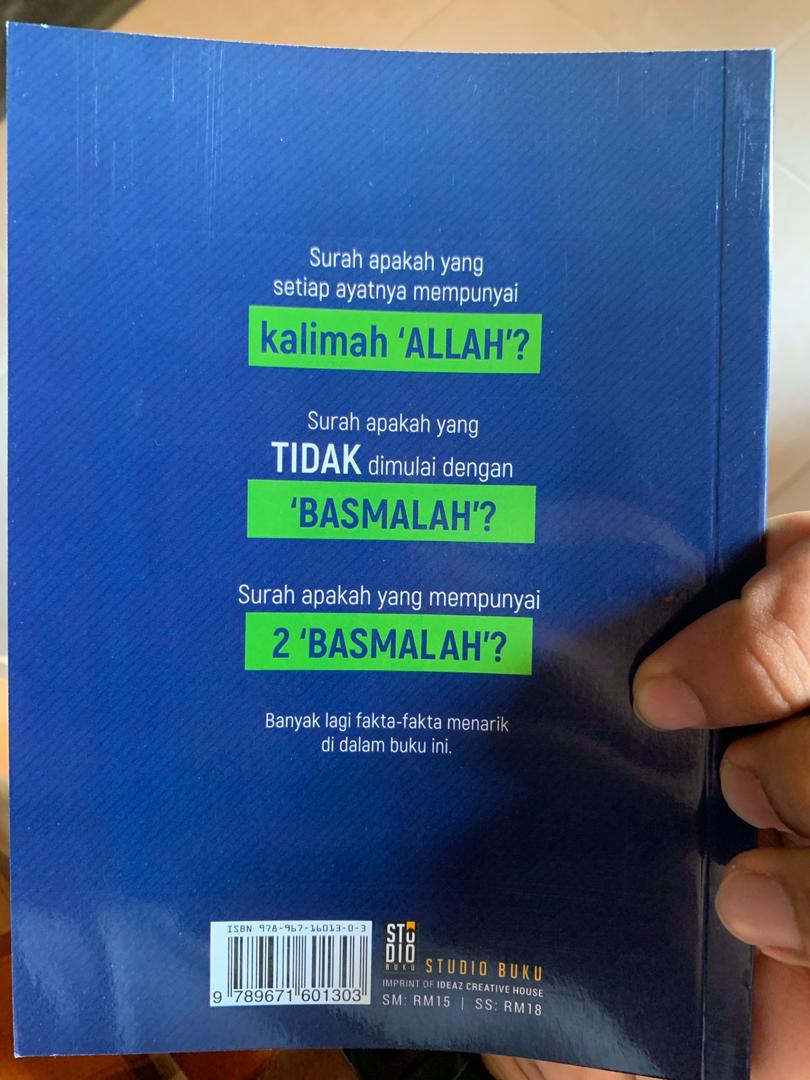 Surah apakah yang
setiap ayatnya mempunyai
kalimah ‘ALLAH’?
Surah apakah yang
TIDAK dimulai dengan
‘BASMALAH’?
Surah apakah yang mempunyai
2 ‘BASMALAH’?
Banyak lagi fakta-fakta menarik
di dalam buku ini.
ISBN 978-967-16013-0-3
9 789671 601303
STUDIO
BUKU
STUDIO BUKU
IMPRINT OF IDEAZ CREATIVE HOUSE
SM: RM15 | SS: RM18